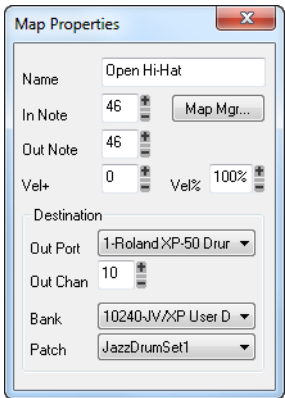 Map Properties
Name Open Hi-Hat
In Note 46 Map Mgr...
Out Note 46
Vel+ 0 Vel% 100%
Destination
Out Port 1-Roland XP-50 Drur
Out Chan 10
Bank 10240-JV/XP User D
Patch JazzDrumSet1